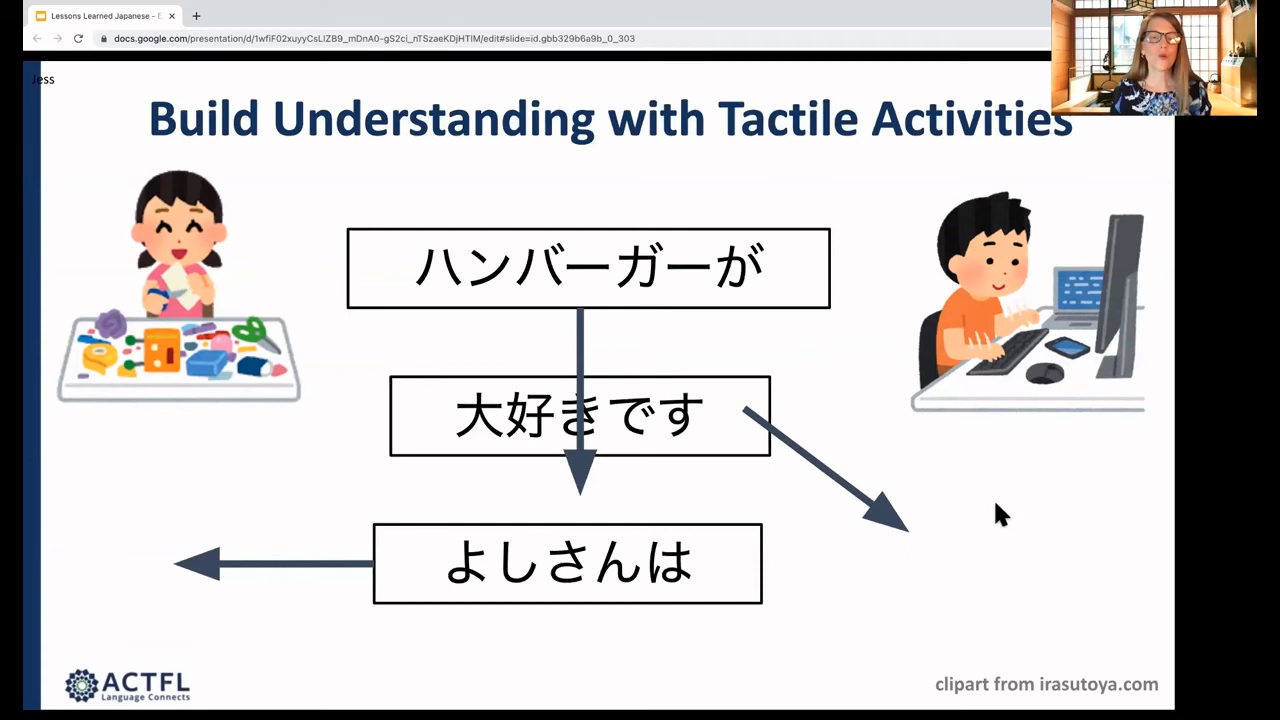 Lessons Learned Japanese - E
docs.google.com/presentation/d/1wfiF02xuyyCsLIZB9_mDnA0-gS2ci_nTSzaeKDjHTlM/edit#slide=id.gbb329b6a9b_0_303
Jess
Build Understanding with Tactile Activities
ハンバーガーが
大好きです
よしさんは
ACTFL
Language Connects
clipart from irasutoya.com